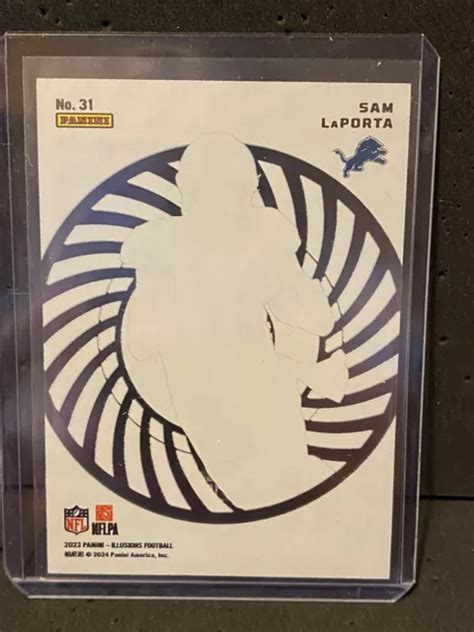 No. 31
PANINI
SAM
LaPORTA
NFL
NFLPA
2023 PANINI – ILLUSIONS FOOTBALL
© 2024 Panini America, Inc.